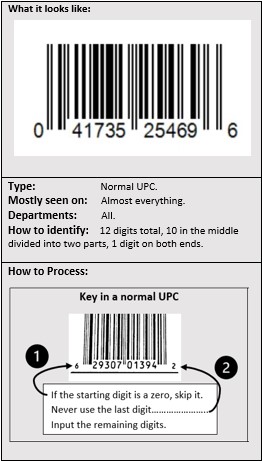 What it looks like:
0 41735 25469 6
Type: Normal UPC.
Mostly seen on: Almost everything.
Departments: All.
How to identify: 12 digits total, 10 in the middle
divided into two parts, 1 digit on both ends.
How to Process:
Key in a normal UPC
1
2
6 29307 01394 2
If the starting digit is a zero, skip it.
Never use the last digit........................
Input the remaining digits.